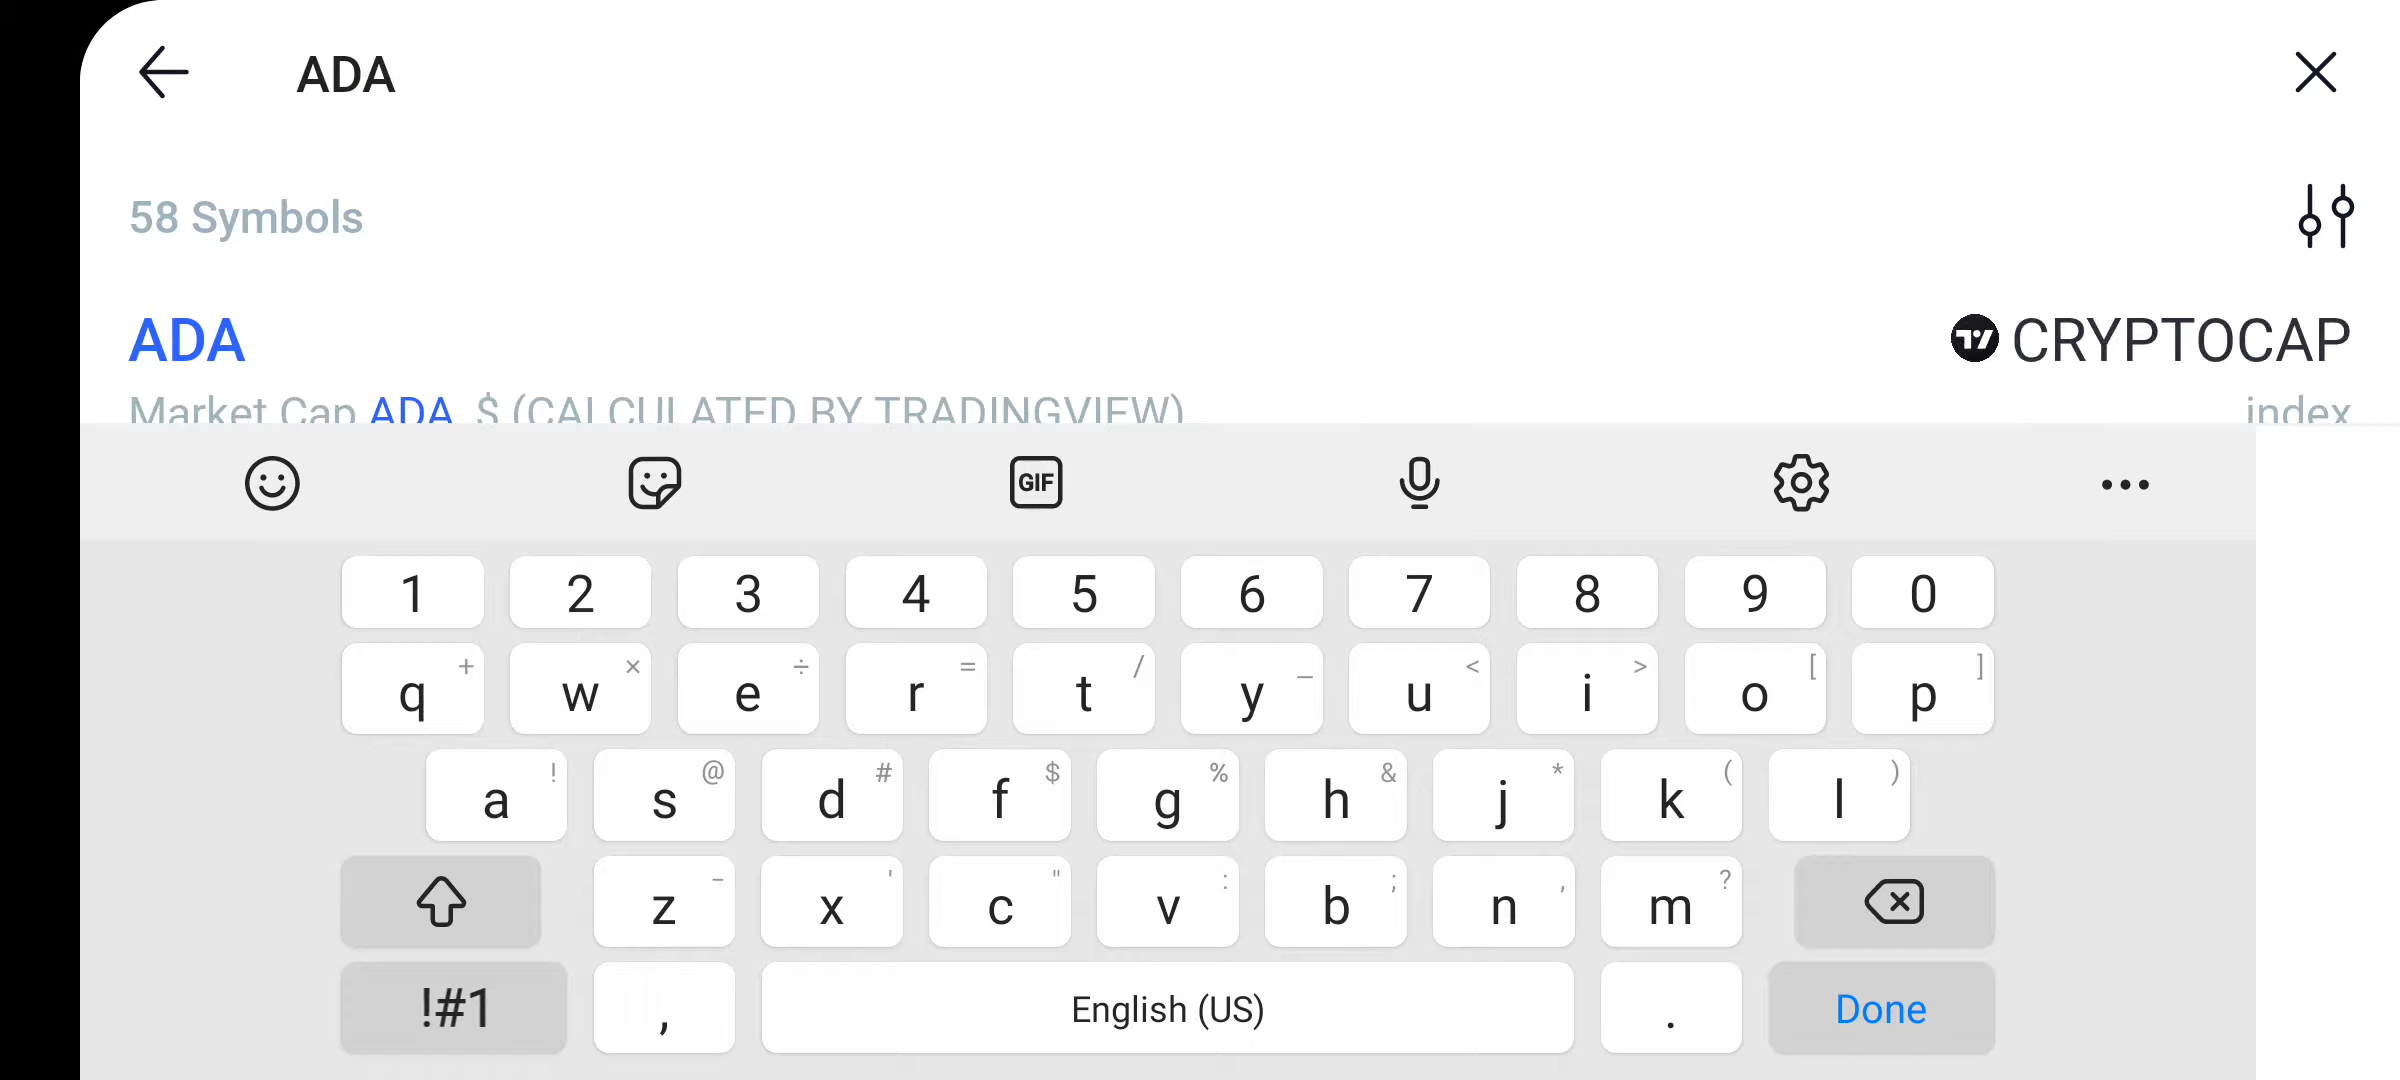 ADA
58 Symbols
ADA CRYPTOCAP
Market Cap ADA, $ (CALCULATED BY TRADINGVIEW) index
GIF
1 2 3 4 5 6 7 8 9 0
q + w × e ÷ r = t / y _ u < i > o [ p ]
a ! s @ d # f $ g % h & j * k ( l )
z - x ' c " v : b ; n , m ?
!#1 , English (US) . Done